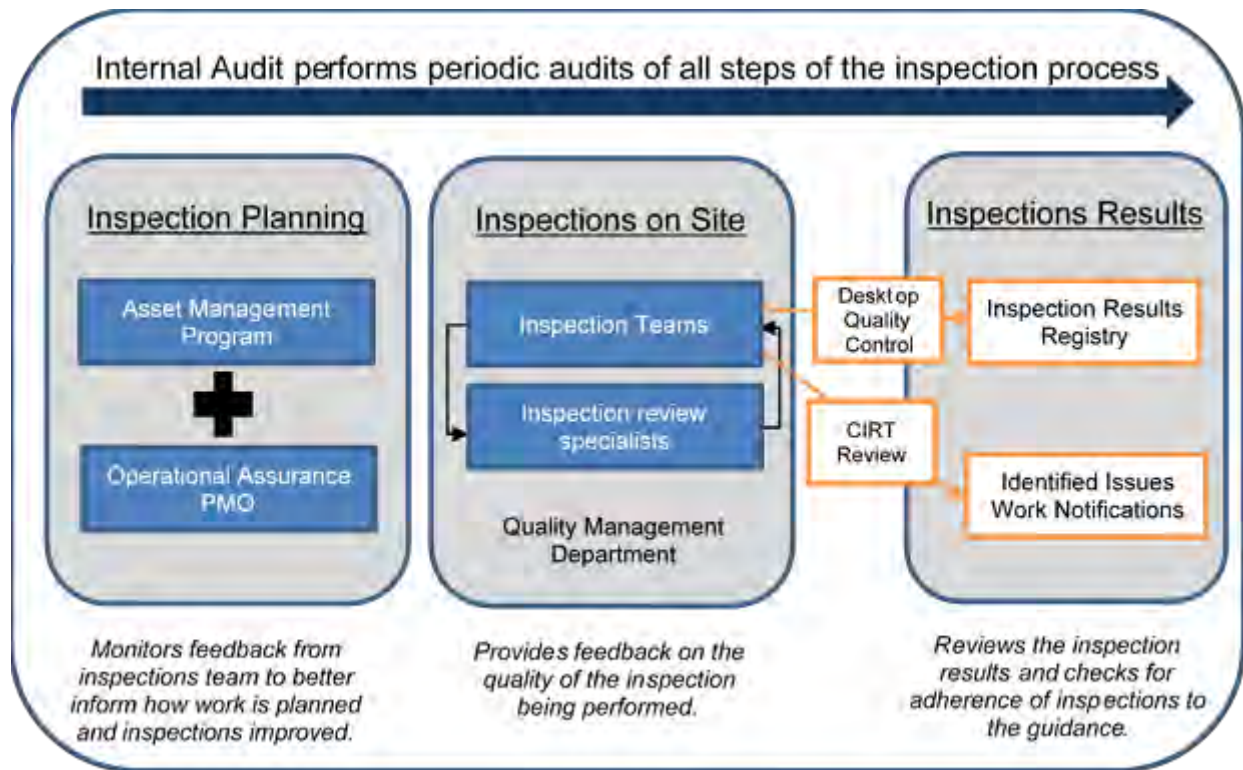 Internal Audit performs periodic audits of all steps of the inspection process
Inspection Planning
Asset Management
Program
Operational Assurance
PMO
Monitors feedback from
inspections team to better
inform how work is planned
and inspections improved.
Inspections on Site
Inspection Teams
Inspection review
specialists
Quality Management
Department
Provides feedback on the
quality of the inspection
being performed.
Desktop
Quality
Control
CIRT
Review
Inspections Results
Inspection Results
Registry
Identified Issues
Work Notifications
Reviews the inspection
results and checks for
adherence of inspections to
the guidance.